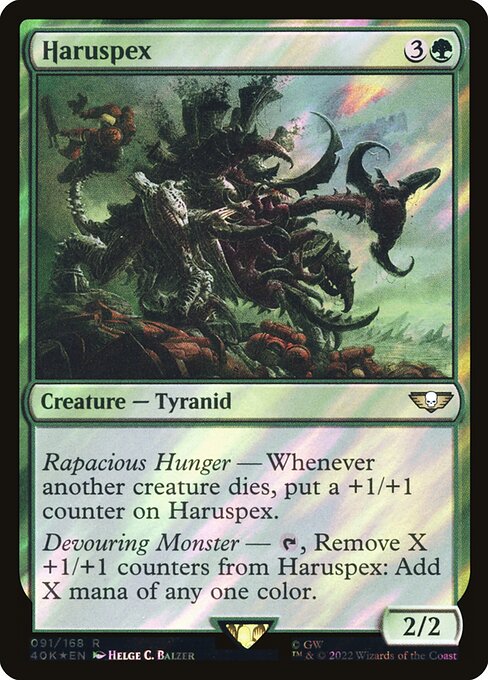 Haruspex 3
Creature — Tyranid
Rapacious Hunger — Whenever
another creature dies, put a +1/+1
counter on Haruspex.
Devouring Monster — , Remove X
+1/+1 counters from Haruspex: Add
X mana of any one color.
2/2
091/168 R © GW
40K★EN Helge C. Balzer ™ & © 2022 Wizards of the Coast